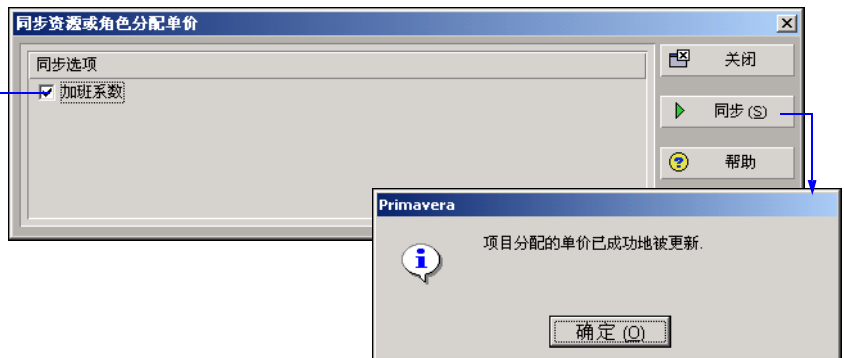 同步资源或角色分配单价
同步选项
加班系数
关闭
同步(S)
帮助
Primavera
项目分配的单价已成功地被更新.
确定(O)